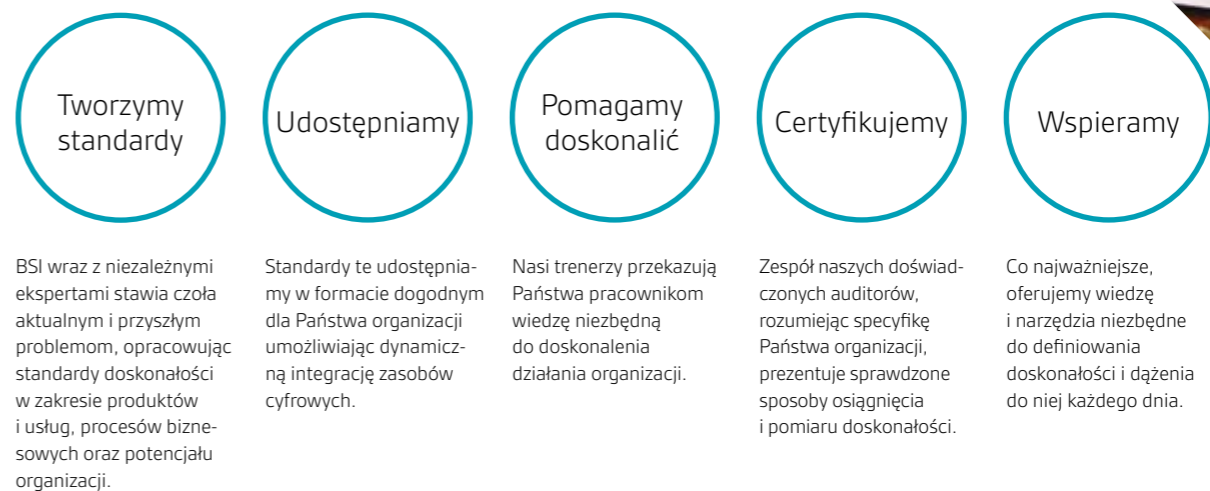 Tworzymy
standardy
Udostępniamy
Pomagamy
doskonalić
Certyfikujemy
Wspieramy
BSI wraz z niezależnymi
ekspertami stawia czoła
aktualnym i przyszłym
problemom, opracowując
standardy doskonałości
w zakresie produktów
i usług, procesów bizne-
sowych oraz potencjału
organizacji.
Standardy te udostępnia-
my w formacie dogodnym
dla Państwa organizacji
umożliwiając dynamicz-
ną integrację zasobów
cyfrowych.
Nasi trenerzy przekazują
Państwa pracownikom
wiedzę niezbędną
do doskonalenia
działania organizacji.
Zespół naszych doświad-
czonych auditorów,
rozumiejąc specyfikę
Państwa organizacji,
prezentuje sprawdzone
sposoby osiągnięcia
i pomiaru doskonałości.
Co najważniejsze,
oferujemy wiedzę
i narzędzia niezbędne
do definiowania
doskonałości i dążenia
do niej każdego dnia.